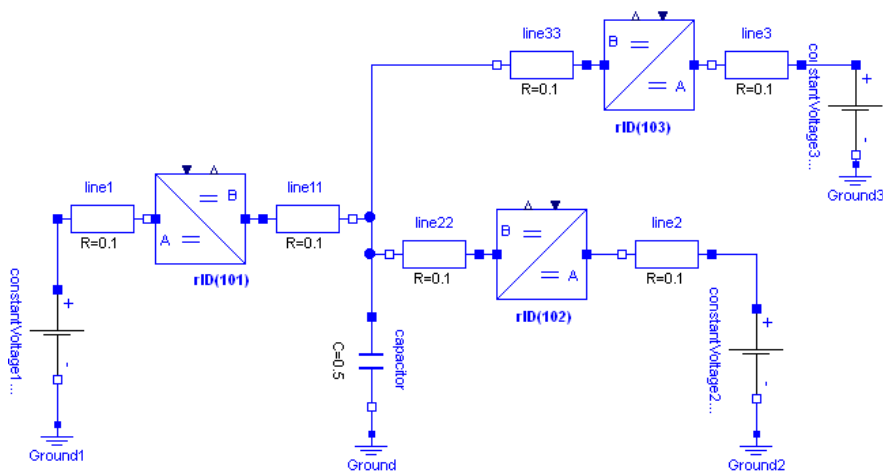 line33
line3
B
A
R=0.1
R=0.1
rID(103)
constantVoltage3...
+
-
Ground3
line1
B
A
line11
R=0.1
R=0.1
rID(101)
line22
B
A
line2
R=0.1
R=0.1
rID(102)
constantVoltage1...
+
-
Ground1
C=0.5
capacitor
Ground
constantVoltage2...
+
-
Ground2